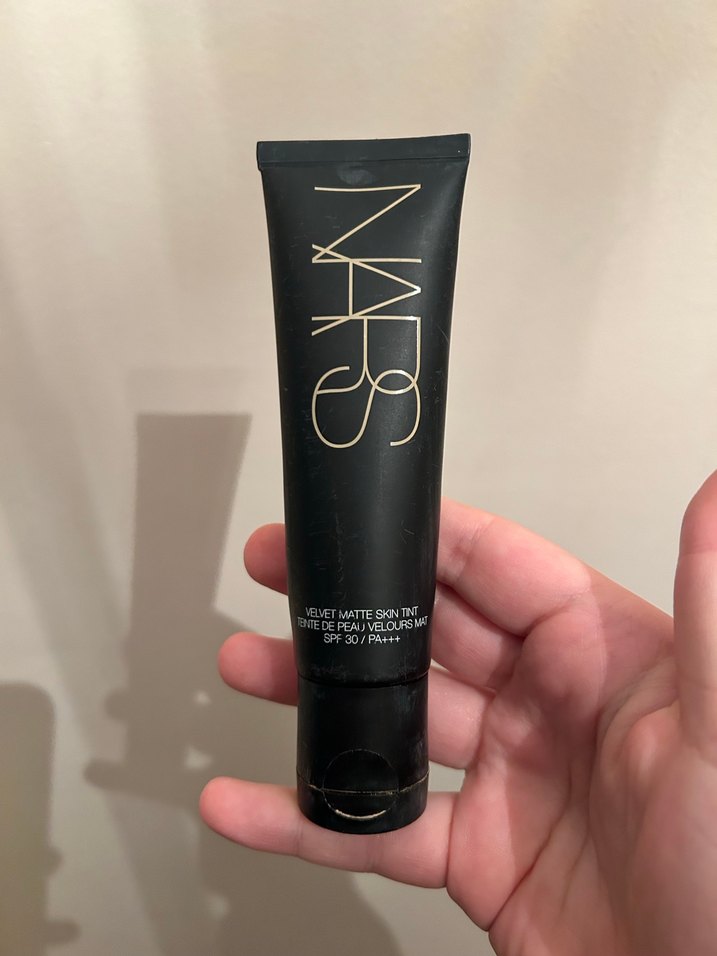 NARS
VELVET MATTE SKIN TINT
TEINTE DE PEAU VELOURS MAT
SPF 30 / PA+++